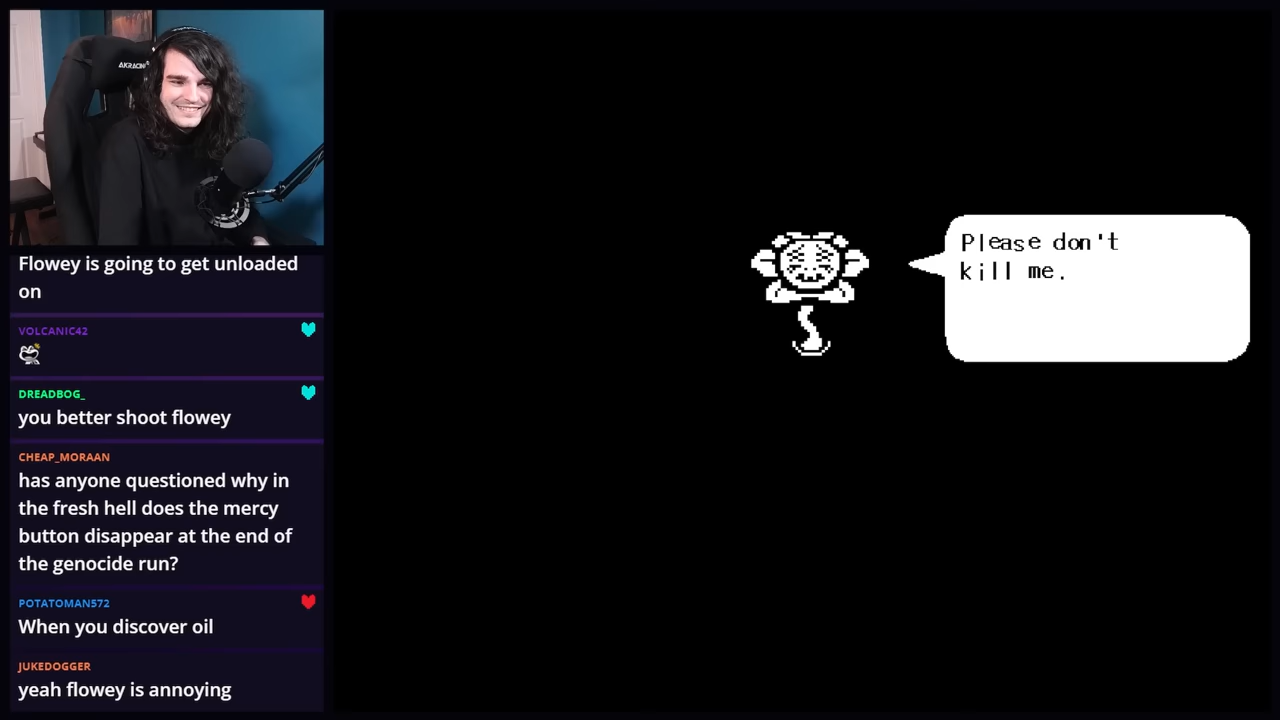 AKRACING
Flowey is going to get unloaded
on
VOLCANIC42
DREADBOG_
you better shoot flowey
CHEAP_MORAAN
has anyone questioned why in
the fresh hell does the mercy
button disappear at the end of
the genocide run?
POTATOMAN572
When you discover oil
JUKEDOGGER
yeah flowey is annoying
Please don't
kill me.